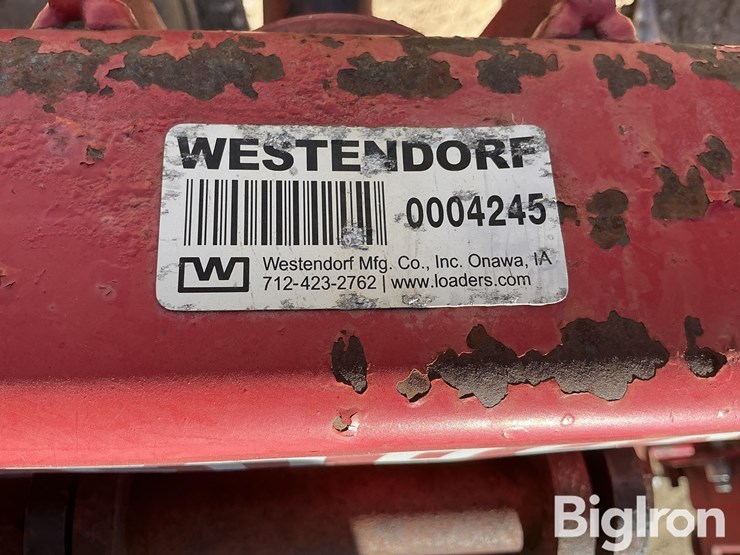 WESTENDORF
0004245
W
Westendorf Mfg. Co., Inc. Onawa, IA
712-423-2762 | www.loaders.com
BigIron